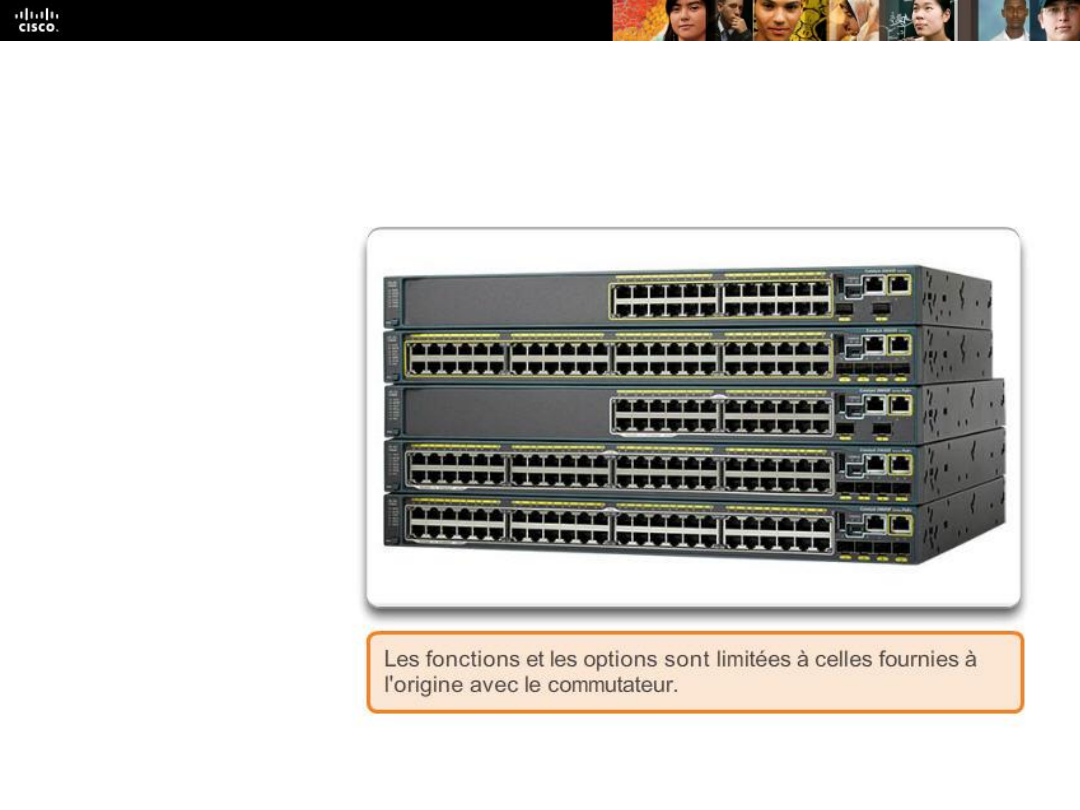 CISCO.
Les fonctions et les options sont limitées à celles fournies à
l'origine avec le commutateur.